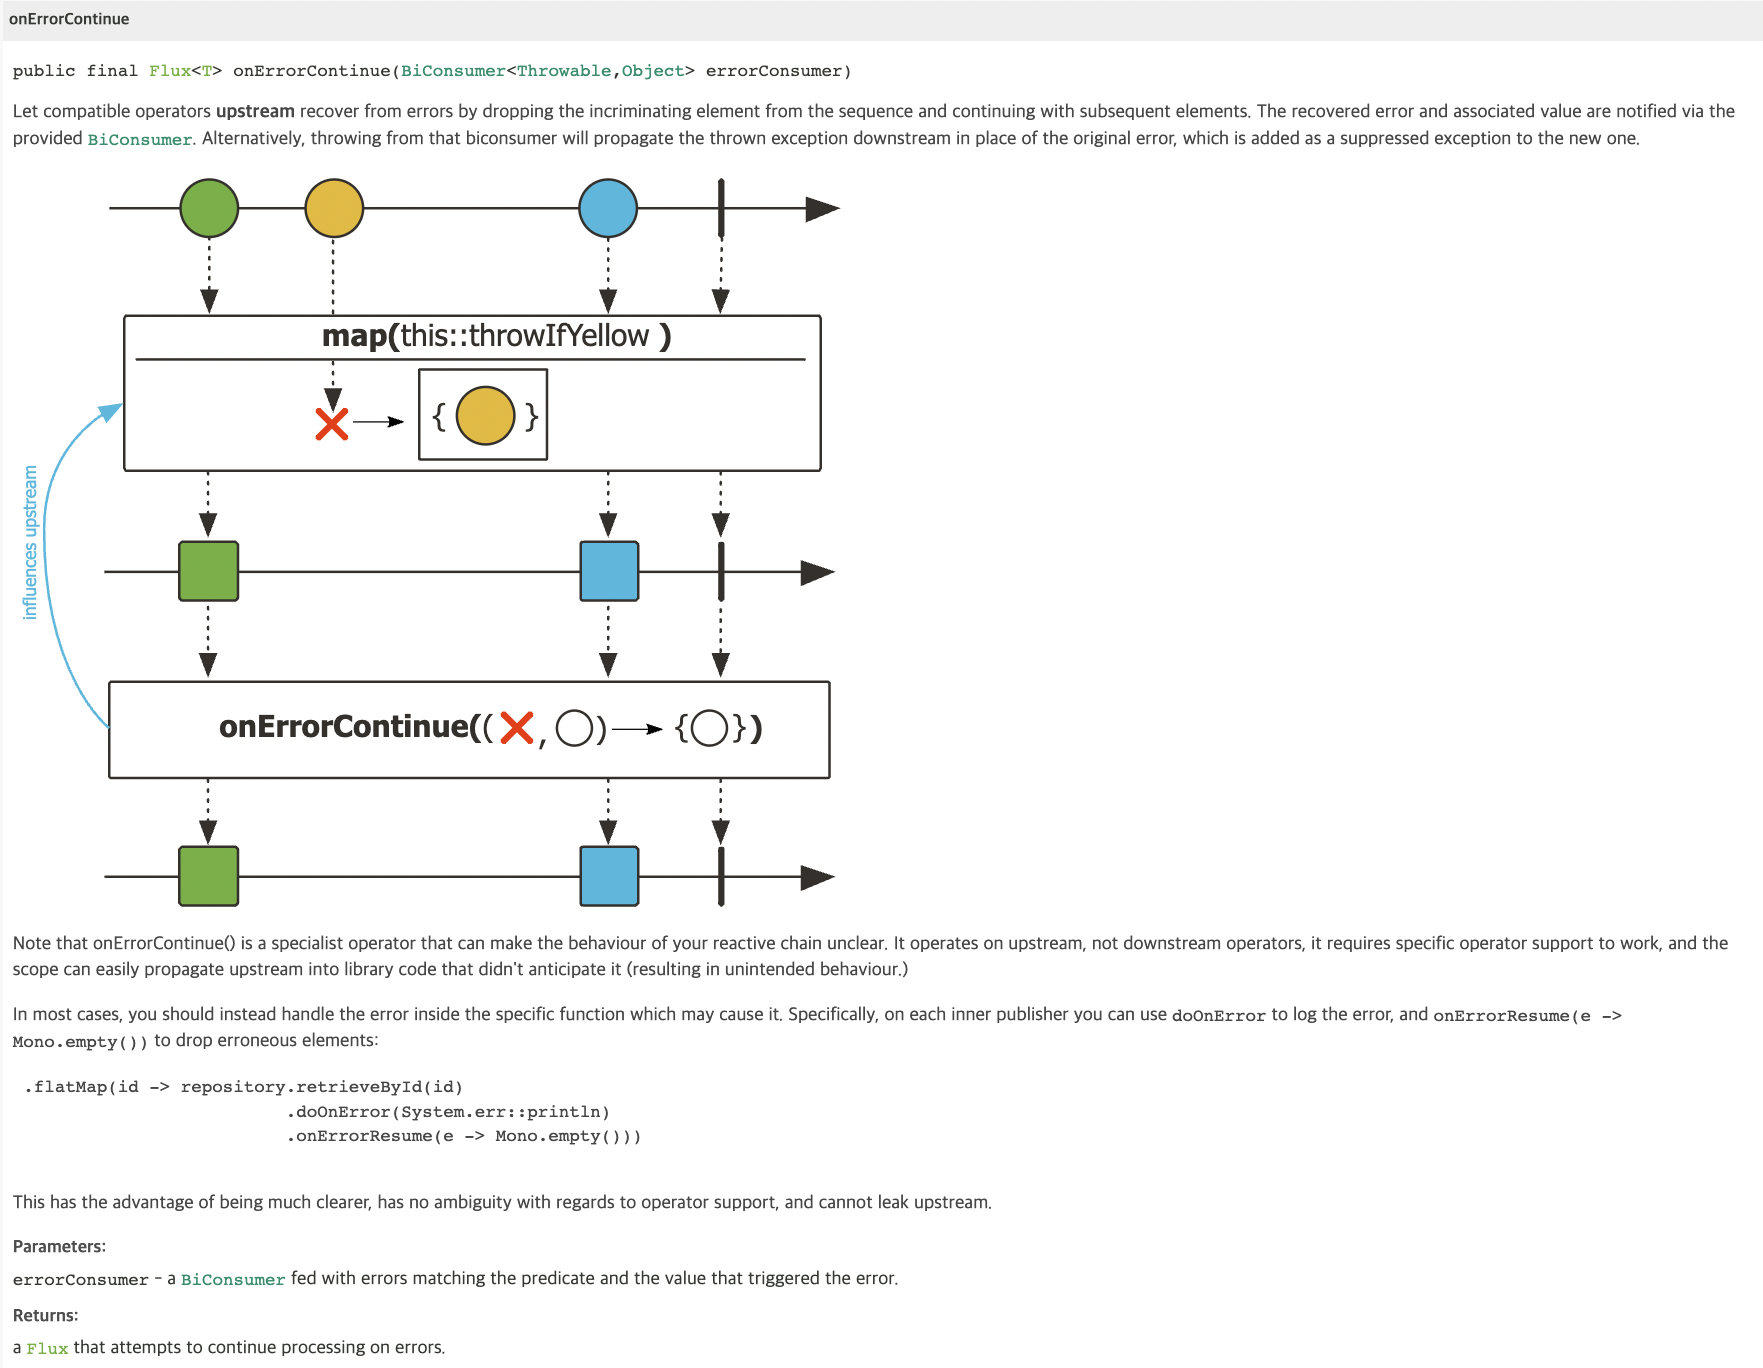 onErrorContinue
public final Flux<T> onErrorContinue(BiConsumer<Throwable,Object> errorConsumer)
Let compatible operators upstream recover from errors by dropping the incriminating element from the sequence and continuing with subsequent elements. The recovered error and associated value are notified via the
provided BiConsumer. Alternatively, throwing from that biconsumer will propagate the thrown exception downstream in place of the original error, which is added as a suppressed exception to the new one.
map(this::throwIfYellow )
{ }
influences upstream
onErrorContinue(( , ) {})
Note that onErrorContinue() is a specialist operator that can make the behaviour of your reactive chain unclear. It operates on upstream, not downstream operators, it requires specific operator support to work, and the
scope can easily propagate upstream into library code that didn't anticipate it (resulting in unintended behaviour.)
In most cases, you should instead handle the error inside the specific function which may cause it. Specifically, on each inner publisher you can use doOnError to log the error, and onErrorResume(e ->
Mono.empty()) to drop erroneous elements:
.flatMap(id -> repository.retrieveById(id)
.doOnError(System.err::println)
.onErrorResume(e -> Mono.empty()))
This has the advantage of being much clearer, has no ambiguity with regards to operator support, and cannot leak upstream.
Parameters:
errorConsumer - a BiConsumer fed with errors matching the predicate and the value that triggered the error.
Returns:
a Flux that attempts to continue processing on errors.